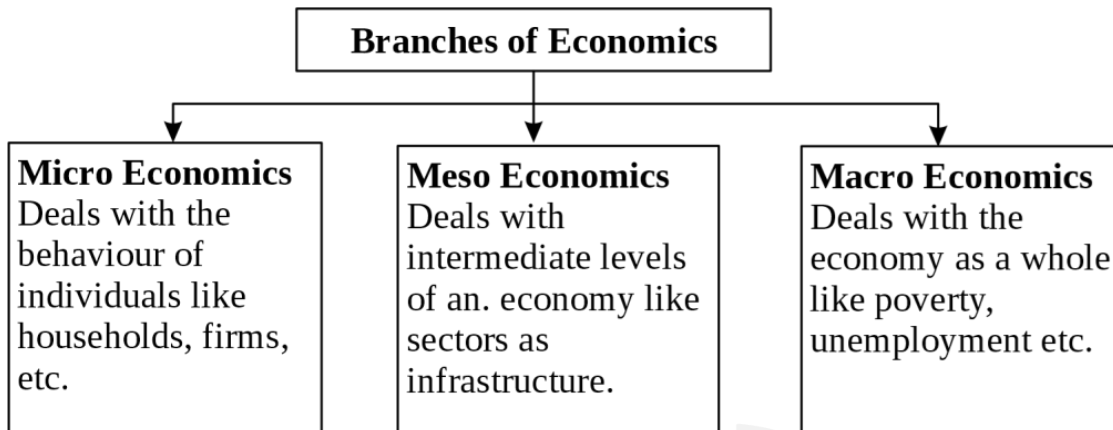 Branches of Economics
Micro Economics
Deals with the
behaviour of
individuals like
households, firms,
etc.
Meso Economics
Deals with
intermediate levels
of an. economy like
sectors as
infrastructure.
Macro Economics
Deals with the
economy as a whole
like poverty,
unemployment etc.